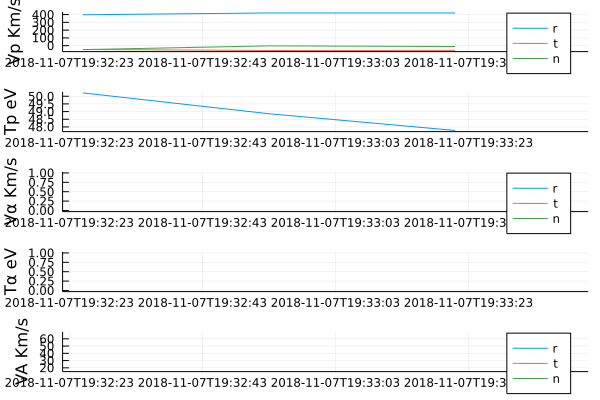 Vp Km/s
400
300
200
100
0
r
t
n
2018-11-07T19:32:23 2018-11-07T19:32:43 2018-11-07T19:33:03 2018-11-07T19:3
Tp eV
50.0
49.5
49.0
48.5
48.0
2018-11-07T19:32:23 2018-11-07T19:32:43 2018-11-07T19:33:03 2018-11-07T19:33:23
Vα Km/s
1.00
0.75
0.50
0.25
0.00
r
t
n
2018-11-07T19:32:23 2018-11-07T19:32:43 2018-11-07T19:33:03 2018-11-07T19:3
Tα eV
1.00
0.75
0.50
0.25
0.00
2018-11-07T19:32:23 2018-11-07T19:32:43 2018-11-07T19:33:03 2018-11-07T19:33:23
VA Km/s
60
50
40
30
20
r
t
n
2018-11-07T19:32:23 2018-11-07T19:32:43 2018-11-07T19:33:03 2018-11-07T19:3